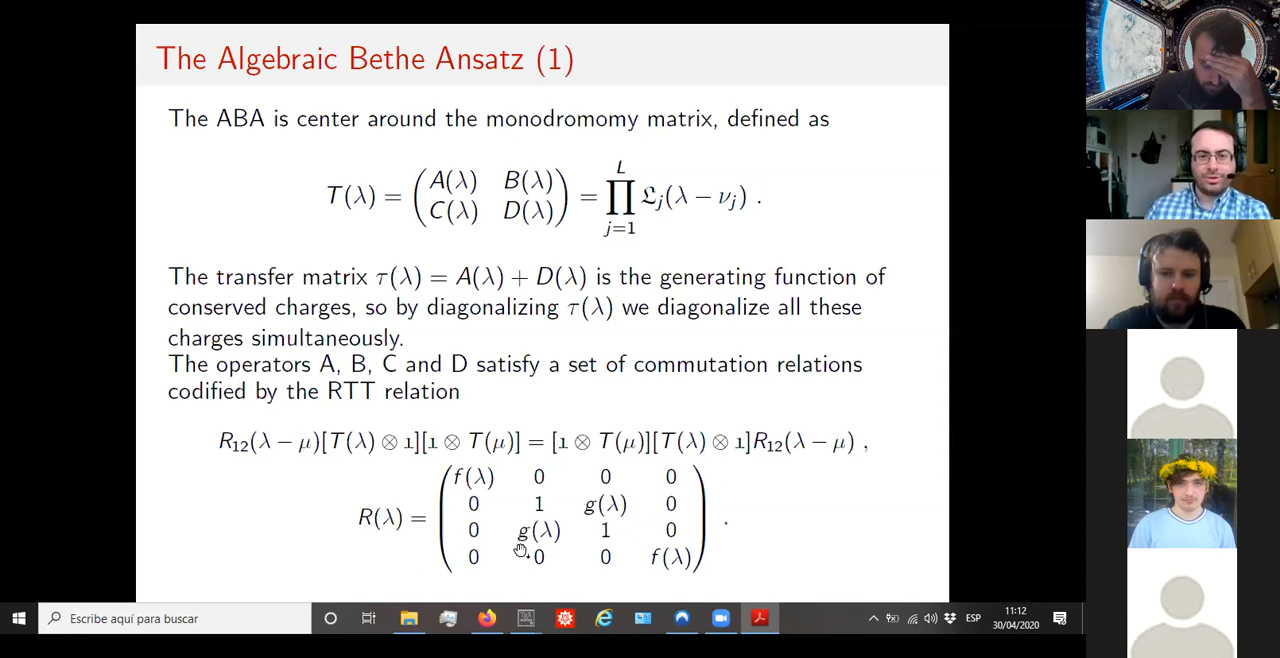 The Algebraic Bethe Ansatz (1)
The ABA is center around the monodromomy matrix, defined as
T(λ) = ( A(λ) B(λ) ; C(λ) D(λ) ) = ∏_{j=1}^{L} 𝔏_j(λ − ν_j) .
The transfer matrix τ(λ) = A(λ) + D(λ) is the generating function of
conserved charges, so by diagonalizing τ(λ) we diagonalize all these
charges simultaneously.
The operators A, B, C and D satisfy a set of commutation relations
codified by the RTT relation
R₁₂(λ − μ)[T(λ) ⊗ 1][1 ⊗ T(μ)] = [1 ⊗ T(μ)][T(λ) ⊗ 1]R₁₂(λ − μ) ,
f(λ) 0 0 0
0 1 g(λ) 0
R(λ) =
0 g(λ) 1 0
0 0 0 f(λ)
.
Escribe aquí para buscar
ESP
11:12
30/04/2020